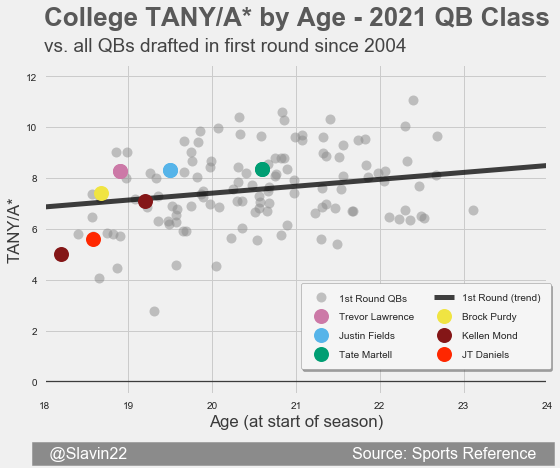 College TANY/A* by Age - 2021 QB Class
vs. all QBs drafted in first round since 2004
12
10
8
6
4
2
0
TANY/A*
1st Round QBs
1st Round (trend)
Trevor Lawrence
Brock Purdy
Justin Fields
Kellen Mond
Tate Martell
JT Daniels
18 19 20 21 22 23 24
Age (at start of season)
@Slavin22 Source: Sports Reference